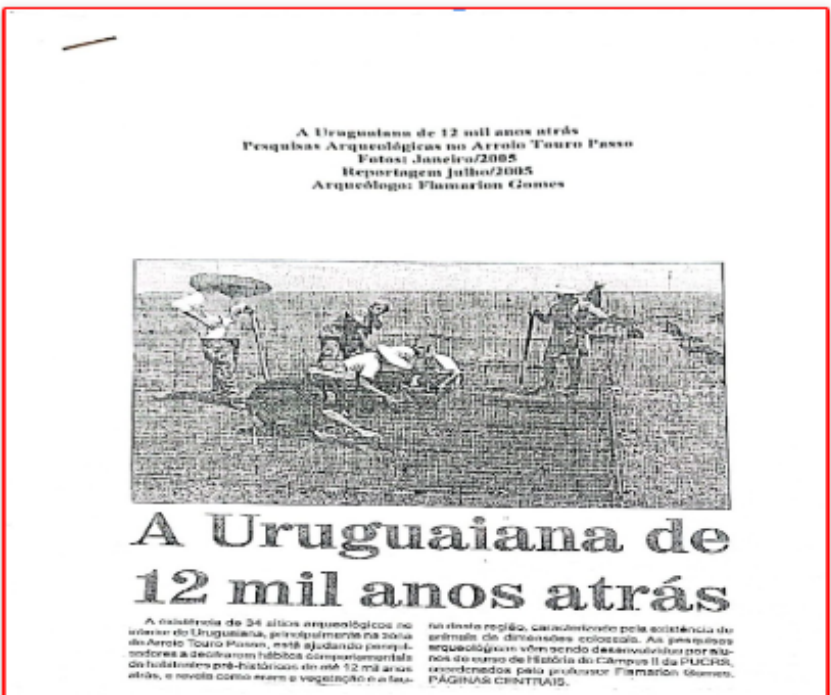 A Uruguaiana de 12 mil anos atrás
Pesquisas Arqueológicas no Arroio Touro Passo
Fotos: Janeiro/2005
Reportagem Julho/2005
Arqueólogo: Flamarion Gomes
A Uruguaiana de
12 mil anos atrás
A existência de 34 sítios arqueológicos no
interior de Uruguaiana, principalmente na zona
do Arroio Touro Passo, está ajudando pesqui-
sadores a decifrarem hábitos comportamentais
de habitantes pré-históricos de até 12 mil anos
atrás, e revela como eram a vegetação e a fau-
na desta região, caracterizado pela existência de
animais de dimensões colossais. As pesquisas
arqueológicas vêm sendo desenvolvidas por alu-
nos do curso de História do Câmpus II da PUCRS,
coordenados pelo professor Flamarion Gomes.
PÁGINAS CENTRAIS.